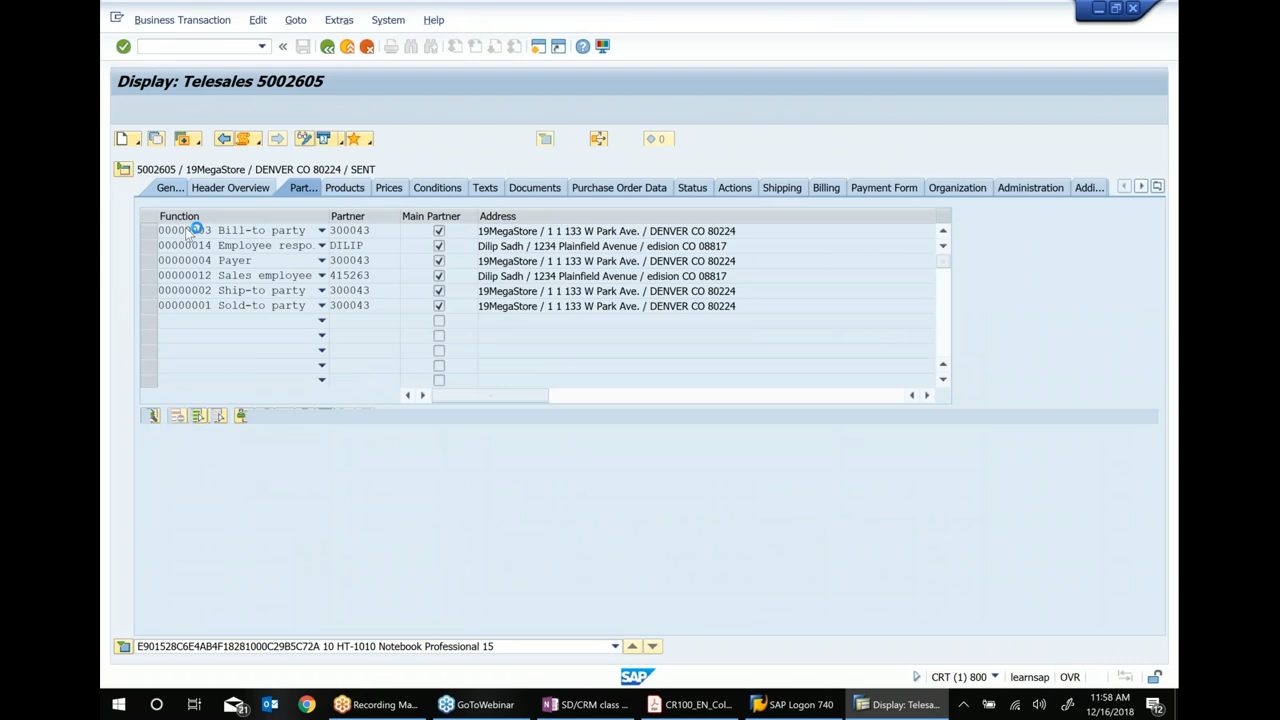 Business Transaction Edit Goto Extras System Help
Display: Telesales 5002605
0
5002605 / 19MegaStore / DENVER CO 80224 / SENT
Gen... Header Overview Part... Products Prices Conditions Texts Documents Purchase Order Data Status Actions Shipping Billing Payment Form Organization Administration Addi...
Function Partner Main Partner Address
Bill-to party 300043 19MegaStore / 1 1 133 W Park Ave. / DENVER CO 80224
00000014 Employee respo. DILIP Dilip Sadh / 1234 Plainfield Avenue / edision CO 08817
00000004 Payer 300043 19MegaStore / 1 1 133 W Park Ave. / DENVER CO 80224
00000012 Sales employee 415263 Dilip Sadh / 1234 Plainfield Avenue / edision CO 08817
00000002 Ship-to party 300043 19MegaStore / 1 1 133 W Park Ave. / DENVER CO 80224
00000001 Sold-to party 300043 19MegaStore / 1 1 133 W Park Ave. / DENVER CO 80224
E901528C6E4AB4F18281000C29B5C72A 10 HT-1010 Notebook Professional 15
SAP CRT (1) 800 learnsap OVR
21 Recording Ma... GoToWebinar SD/CRM class ... CR100_EN_Col... SAP Logon 740 Display: Telesa... 11:58 AM
12/16/2018 12